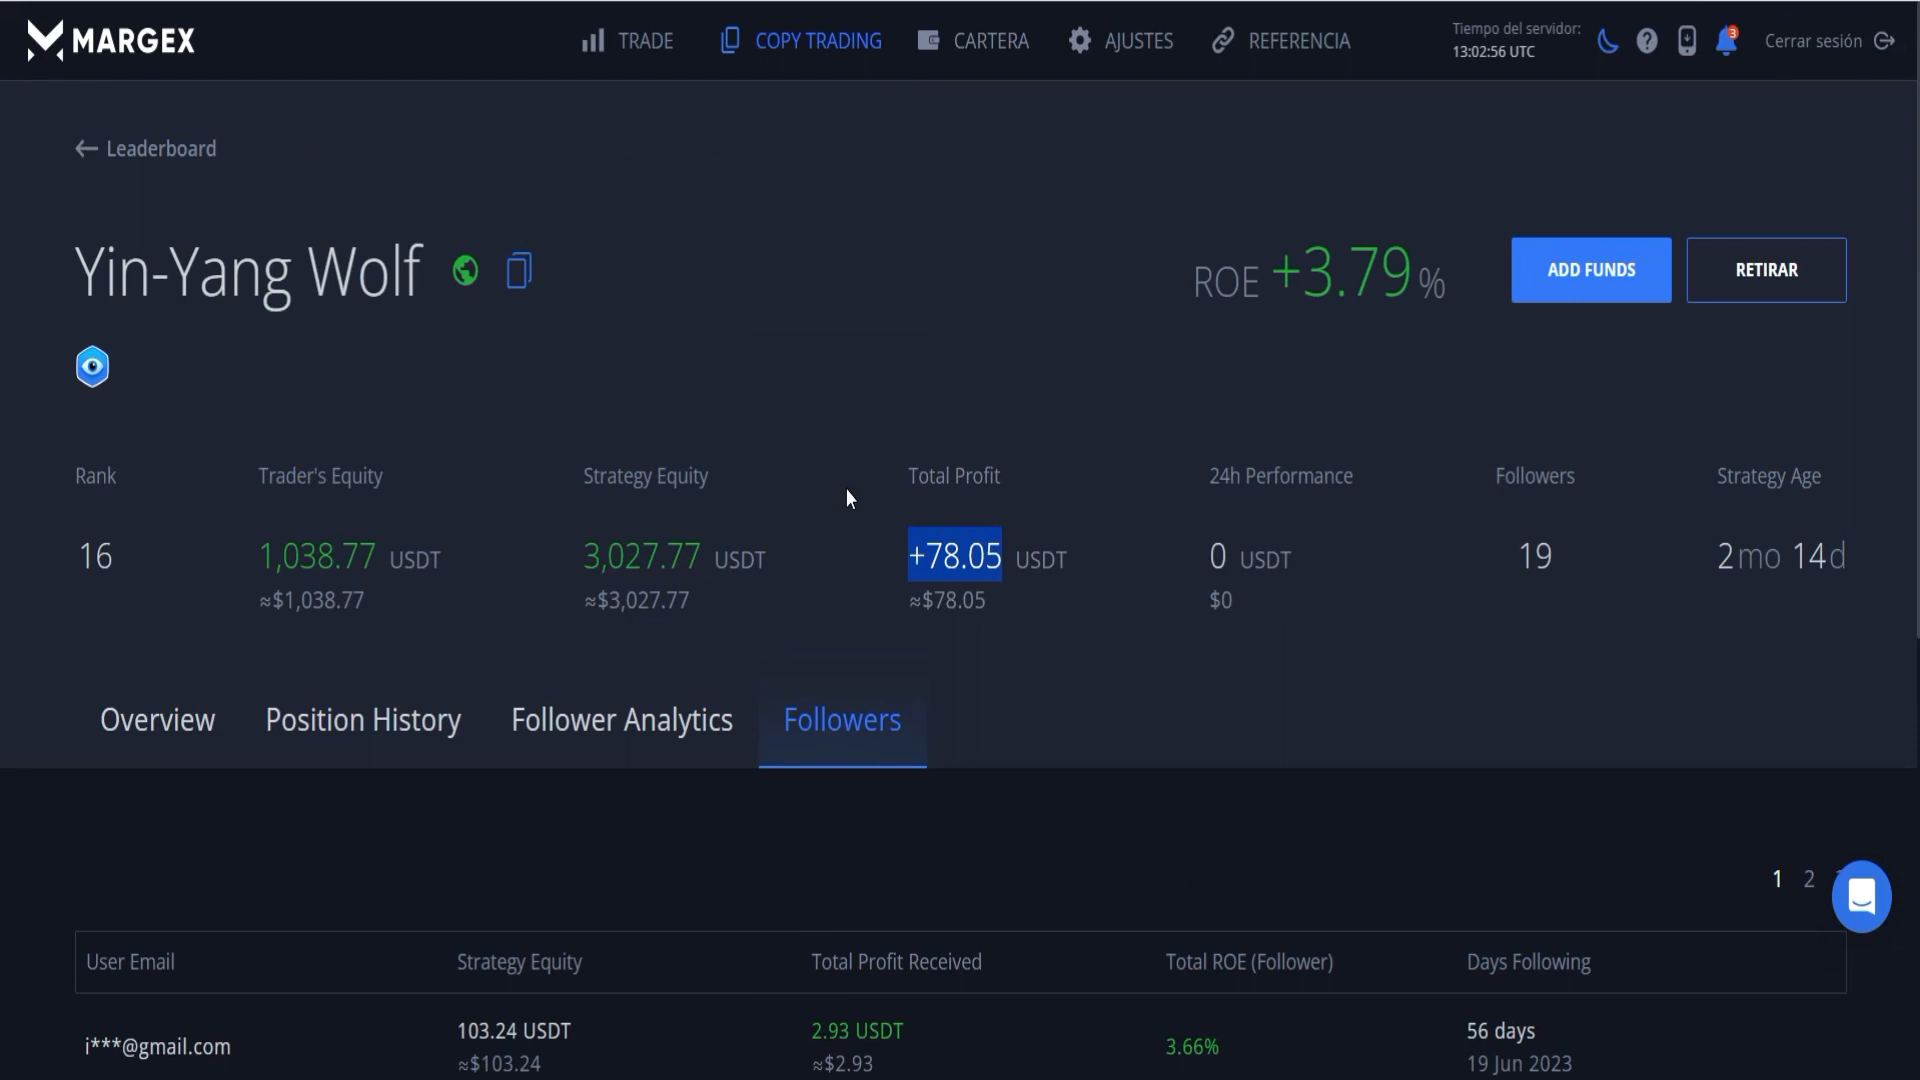 MARGEX
TRADE
COPY TRADING
CARTERA
AJUSTES
REFERENCIA
Tiempo del servidor:
13:02:56 UTC
3
Cerrar sesión
Leaderboard
Yin-Yang Wolf
ROE +3.79 %
ADD FUNDS
RETIRAR
Rank
Trader's Equity
Strategy Equity
Total Profit
24h Performance
Followers
Strategy Age
16
1,038.77 USDT
3,027.77 USDT
+78.05 USDT
0 USDT
19
2mo 14d
≈$1,038.77
≈$3,027.77
≈$78.05
$0
Overview
Position History
Follower Analytics
Followers
1 2
User Email
Strategy Equity
Total Profit Received
Total ROE (Follower)
Days Following
i***@gmail.com
103.24 USDT
≈$103.24
2.93 USDT
≈$2.93
3.66%
56 days
19 Jun 2023